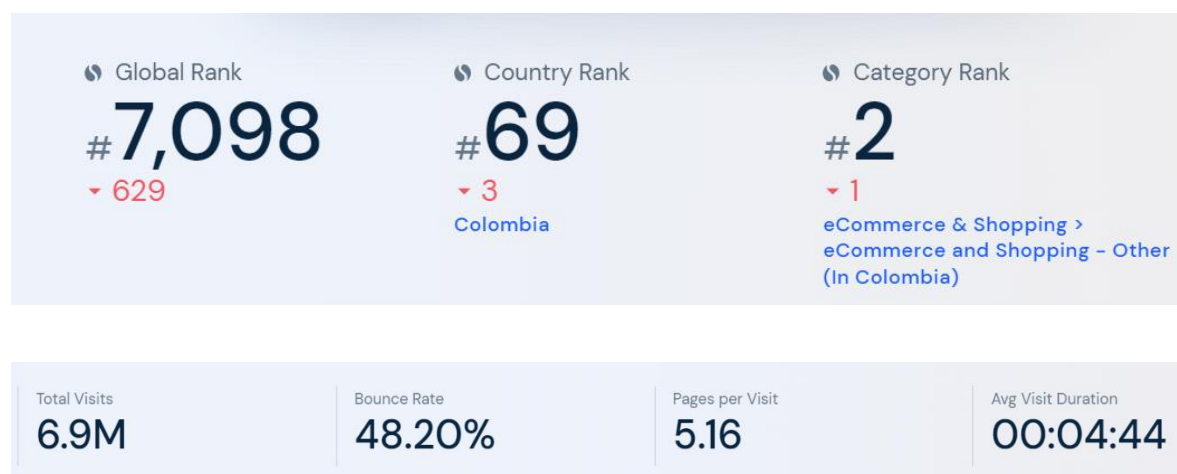 Global Rank
#7,098
629
Country Rank
#69
3
Colombia
Category Rank
#2
1
eCommerce & Shopping >
eCommerce and Shopping - Other
(In Colombia)
Total Visits
6.9M
Bounce Rate
48.20%
Pages per Visit
5.16
Avg Visit Duration
00:04:44